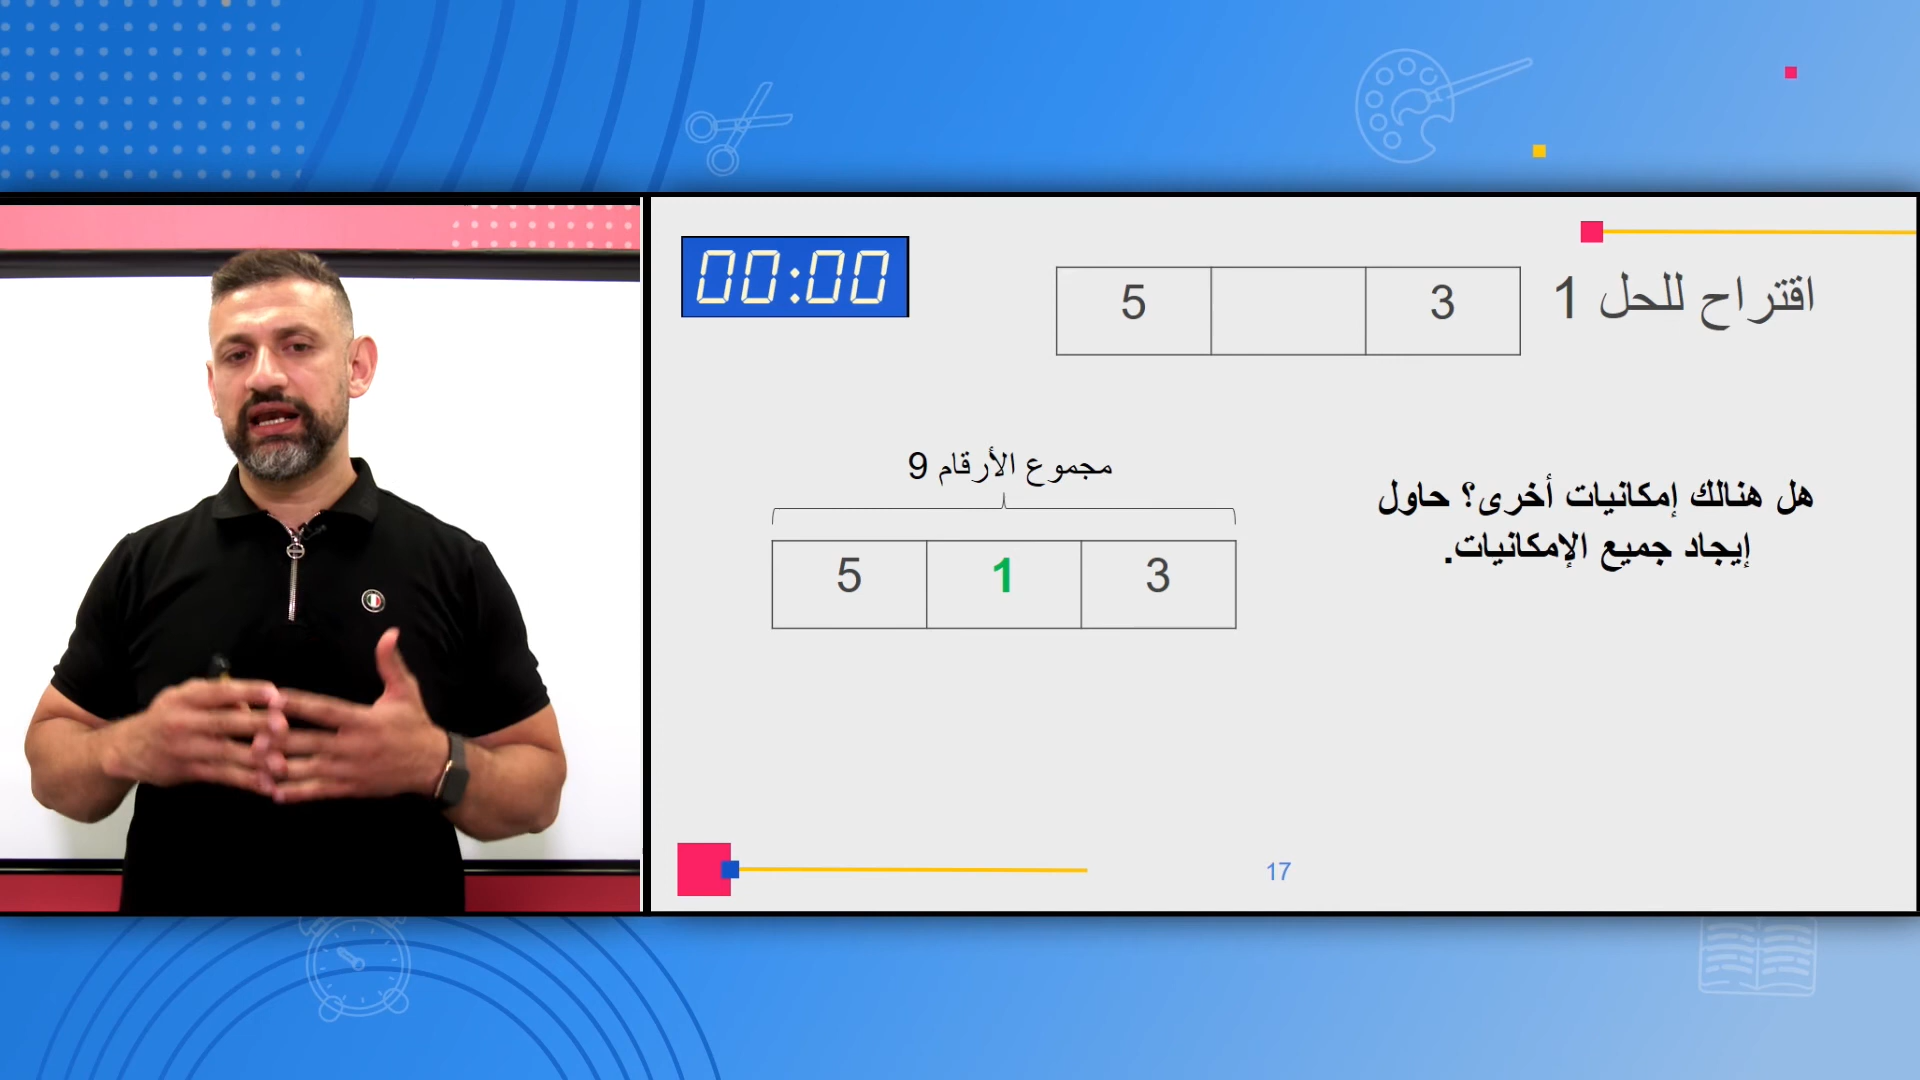 00:00
اقتراح للحل 1
5 3
مجموع الأرقام 9
5 1 3
هل هنالك إمكانيات أخرى؟ حاول
إيجاد جميع الإمكانيات.
17